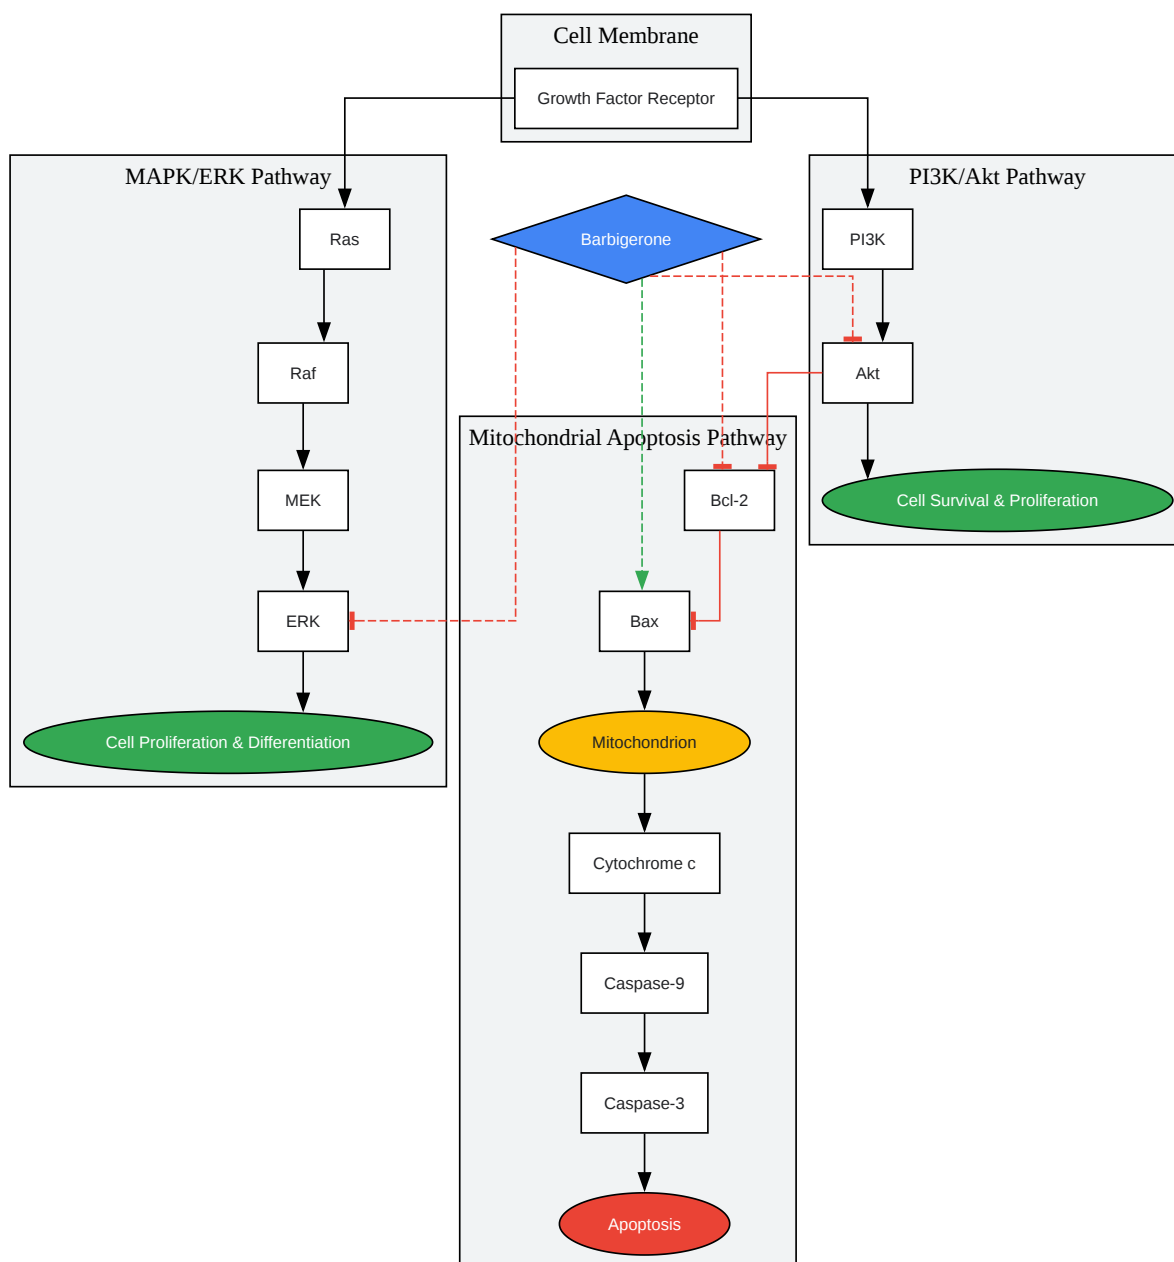 Cell Membrane
Growth Factor Receptor
MAPK/ERK Pathway
Ras
Raf
MEK
ERK
Cell Proliferation & Differentiation
Barbigerone
PI3K/Akt Pathway
PI3K
Akt
Cell Survival & Proliferation
Mitochondrial Apoptosis Pathway
Bcl-2
Bax
Mitochondrion
Cytochrome c
Caspase-9
Caspase-3
Apoptosis